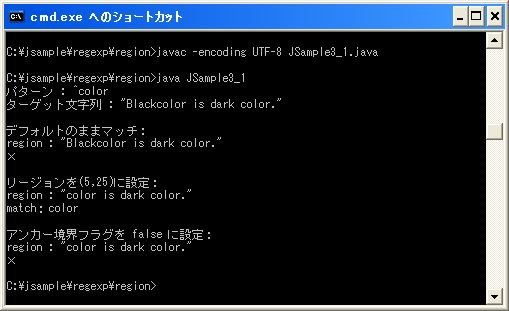 cmd.exe へのショートカット
C:¥jsample¥regexp¥region>javac -encoding UTF-8 JSample3_1.java
C:¥jsample¥regexp¥region>java JSample3_1
パターン : ^color
ターゲット文字列 : "Blackcolor is dark color."
デフォルトのままマッチ：
region : "Blackcolor is dark color."
×
リージョンを(5,25)に設定：
region : "color is dark color."
match: color
アンカー境界フラグを falseに設定：
region : "color is dark color."
×
C:¥jsample¥regexp¥region>